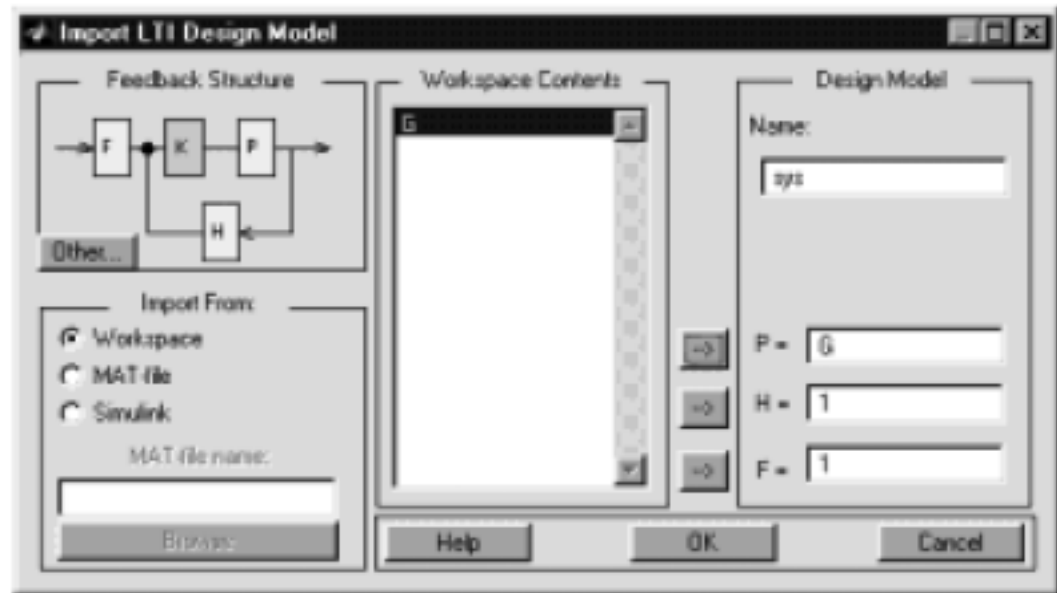 Import LTI Design Model
Feedback Structure
F
K
P
H
Other...
Import From:
Workspace
MAT-file
Simulink
MAT-file name:
Browse
Workspace Contents
G
Design Model
Name:
sys
--> P = G
--> H = 1
--> F = 1
Help
OK
Cancel